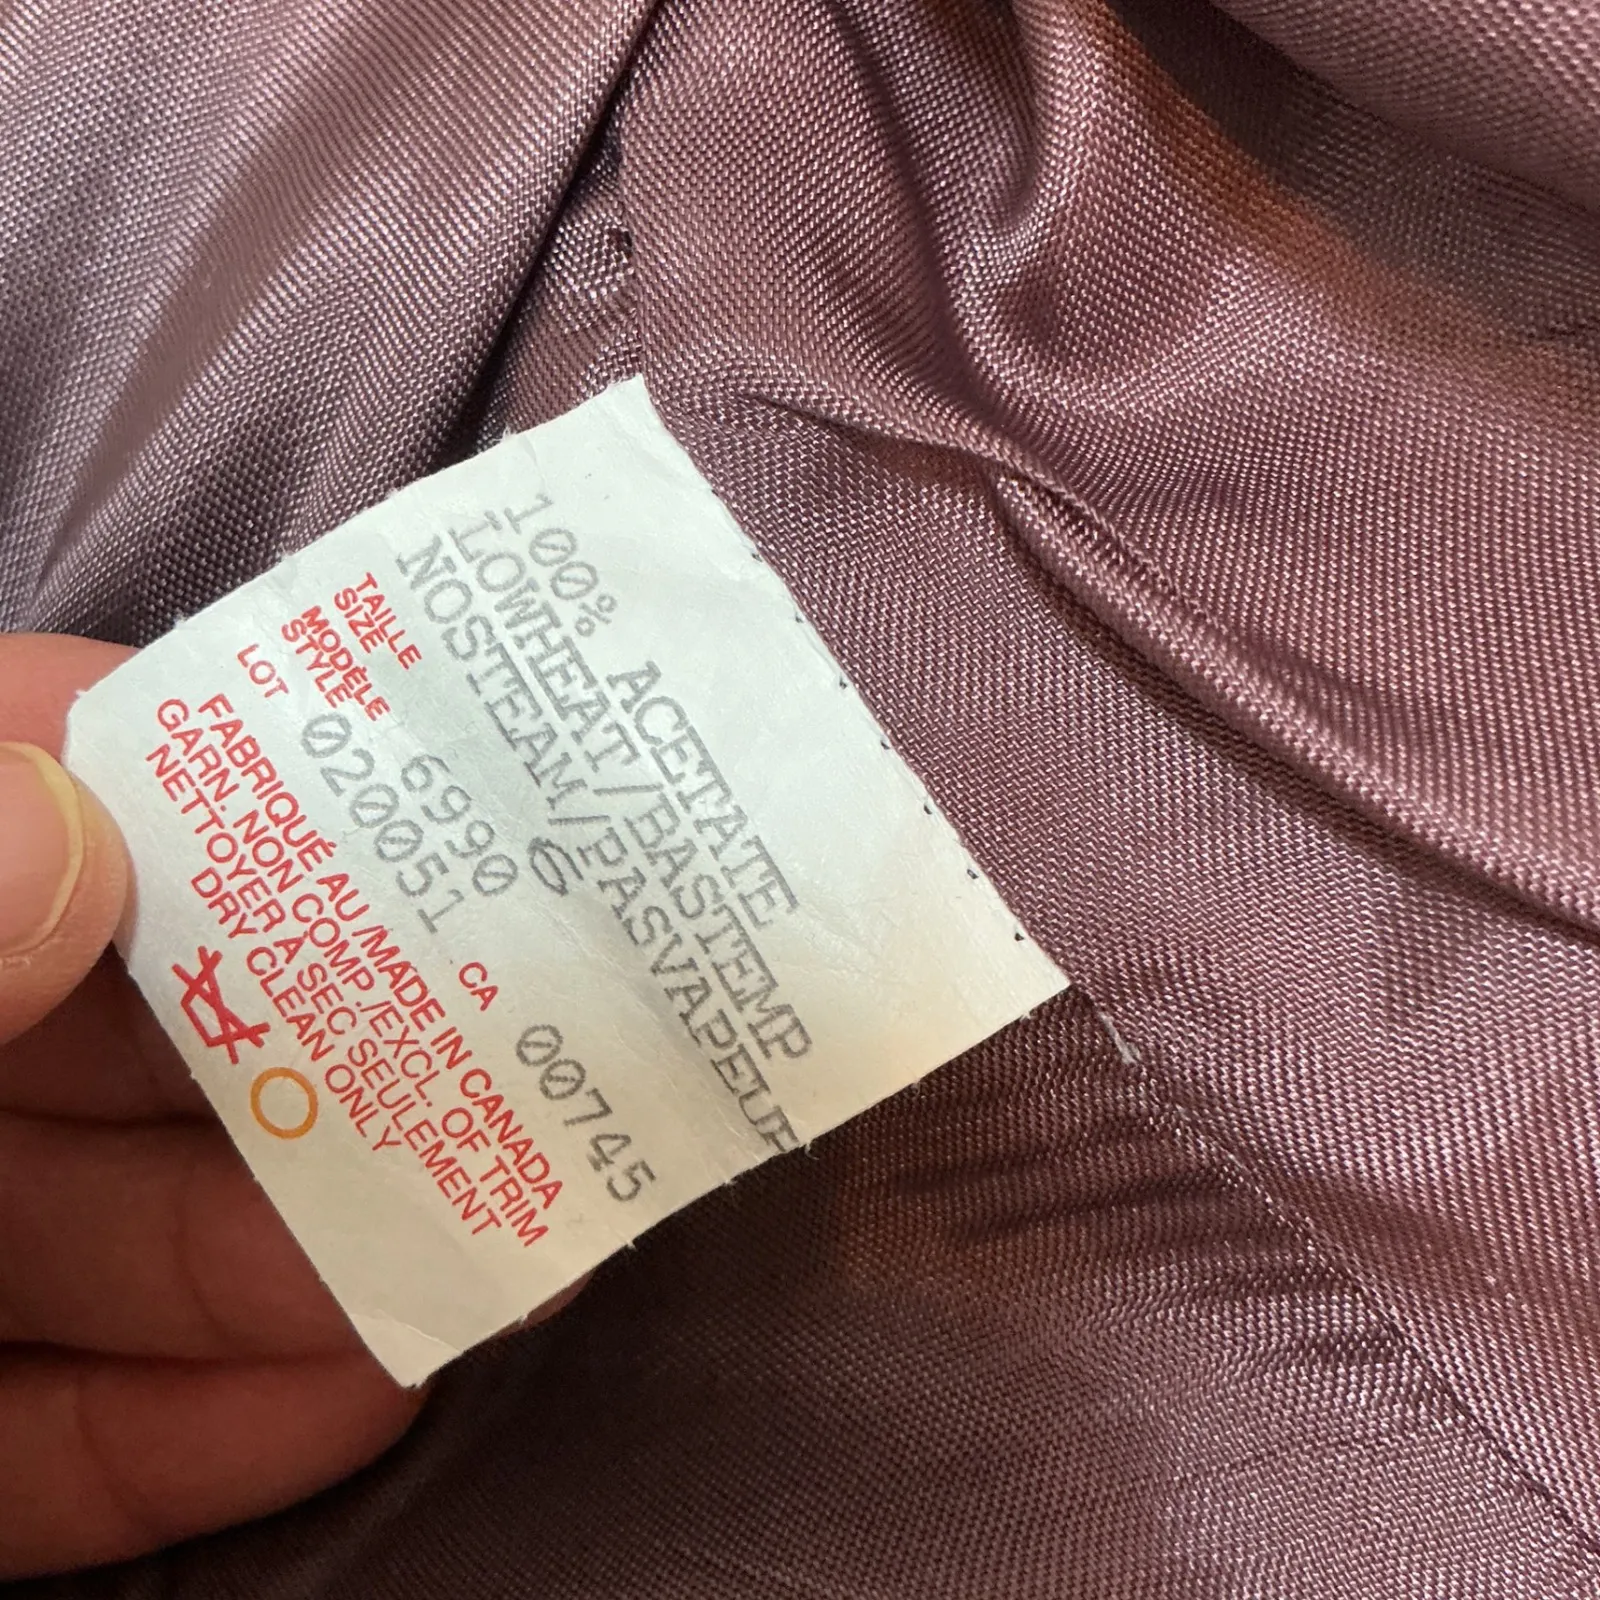 100% ACETATE
LOWHEAT/BASTEMP
NOSTEAM/PASVAPEUR
TAILLE
SIZE 6
MODÈLE
STYLE 6990 CA 00745
LOT 020051
FABRIQUÉ AU/MADE IN CANADA
GARN. NON COMP./EXCL. OF TRIM
NETTOYER À SEC SEULEMENT
DRY CLEAN ONLY